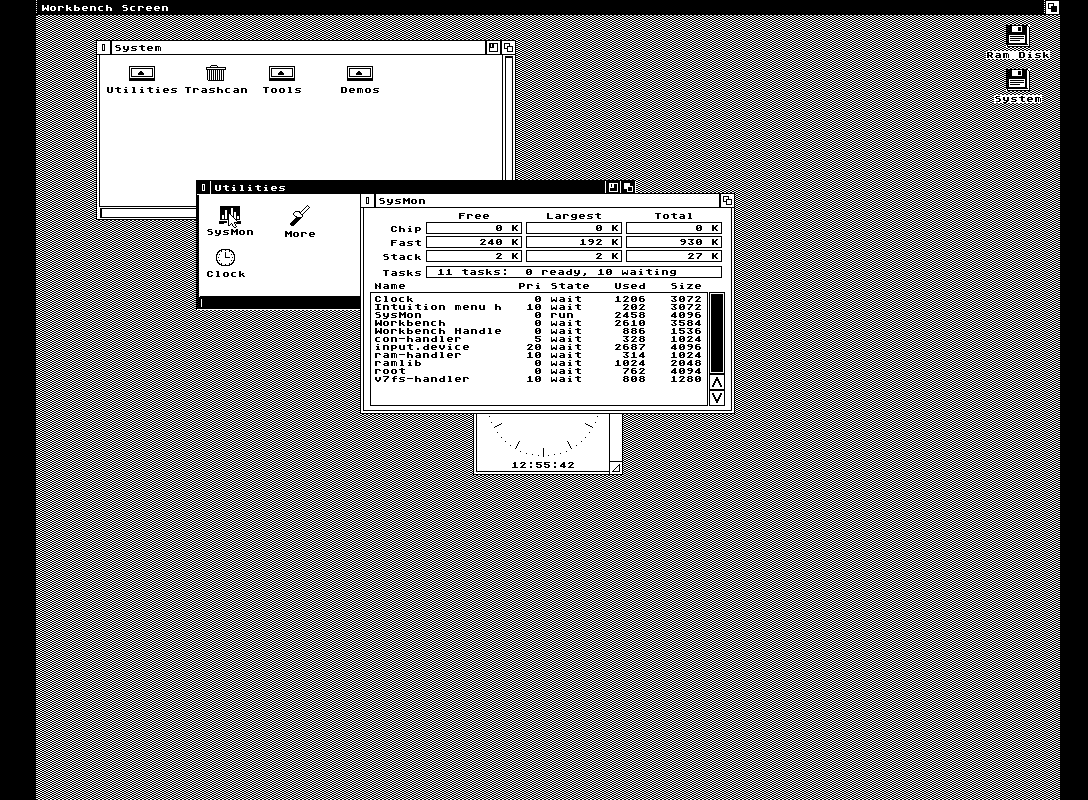 Workbench Screen
System
Utilities Trashcan Tools Demos
Ram Disk
System
Utilities
SysMon
More
Clock
SysMon
Free Largest Total
Chip 0 K 0 K 0 K
Fast 240 K 192 K 930 K
Stack 2 K 2 K 27 K
Tasks 11 tasks: 0 ready, 10 waiting
Name Pri State Used Size
Clock 0 wait 1206 3072
Intuition menu h 10 wait 202 3072
SysMon 0 run 2458 4096
Workbench 0 wait 2610 3584
Workbench Handle 0 wait 886 1536
con-handler 5 wait 328 1024
input.device 20 wait 2687 4096
ram-handler 10 wait 314 1024
ramlib 0 wait 1024 2048
root 0 wait 762 4094
v7fs-handler 10 wait 808 1280
12:55:42